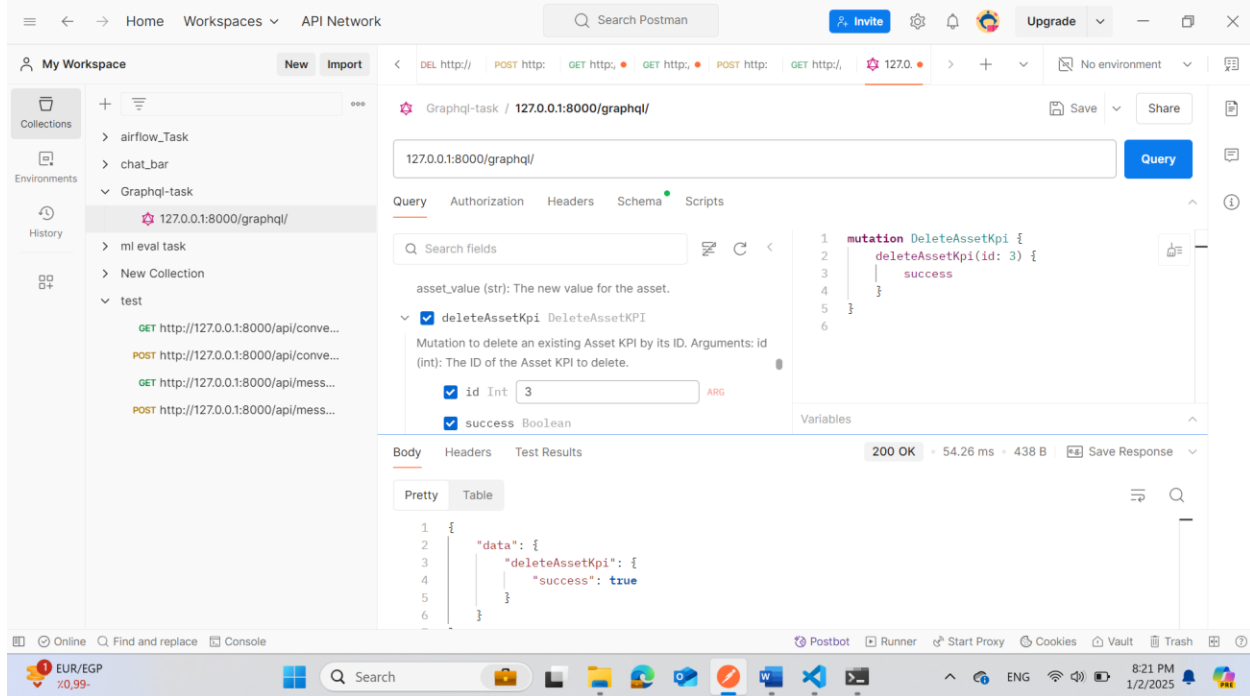 Home Workspaces API Network Search Postman Invite Upgrade
My Workspace New Import DEL http:// POST http: GET http:, GET http:, POST http: GET http:/, 127.0. No environment
Collections
Environments
History
airflow_Task
chat_bar
Graphql-task
127.0.0.1:8000/graphql/
ml eval task
New Collection
test
GET http://127.0.0.1:8000/api/conve...
POST http://127.0.0.1:8000/api/conve...
GET http://127.0.0.1:8000/api/mess...
POST http://127.0.0.1:8000/api/mess...
Graphql-task / 127.0.0.1:8000/graphql/ Save Share
127.0.0.1:8000/graphql/ Query
Query Authorization Headers Schema Scripts
Search fields
asset_value (str): The new value for the asset.
deleteAssetKpi DeleteAssetKPI
Mutation to delete an existing Asset KPI by its ID. Arguments: id
(int): The ID of the Asset KPI to delete.
id Int 3 ARG
success Boolean
1 mutation DeleteAssetKpi {
2 deleteAssetKpi(id: 3) {
3 success
4 }
5 }
6
Variables
Body Headers Test Results 200 OK 54.26 ms 438 B Save Response
Pretty Table
1 {
2 "data": {
3 "deleteAssetKpi": {
4 "success": true
5 }
6 }
Online Find and replace Console Postbot Runner Start Proxy Cookies Vault Trash
1 EUR/EGP
٪0,99- Search ENG 8:21 PM
1/2/2025 PRE